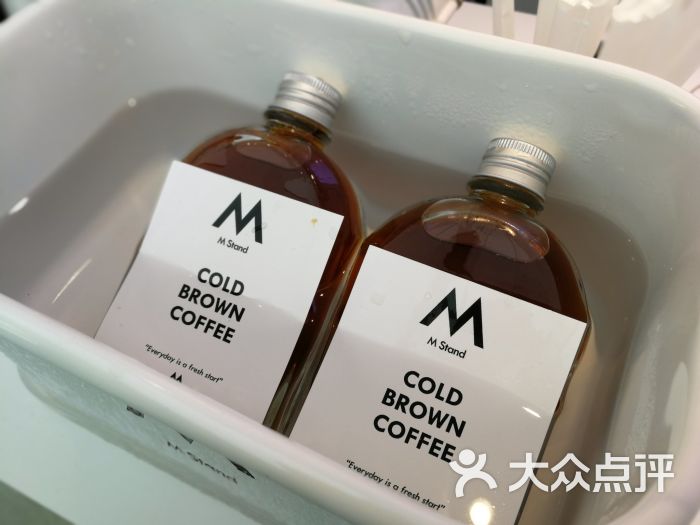 M Stand
COLD
BROWN
COFFEE
"Everyday is a fresh start"
M Stand
COLD
BROWN
COFFEE
"Everyday is a fresh start"
M Stand
大众点评